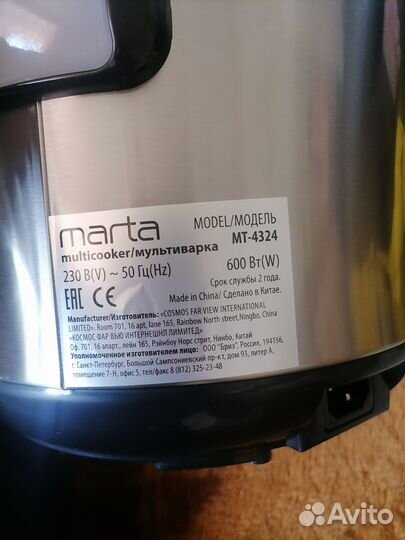 marta
MODEL/МОДЕЛЬ
multicooker/мультиварка
MT-4324
230 В(V) ~ 50 Гц(Hz)
600 Вт(W)
EAC CE
Срок службы 2 года.
Made in China/ Сделано в Китае.
Manufacturer/Изготовитель: «COSMOS FAR VIEW INTERNATIONAL
LIMITED». Room 701, 16 apt, lane 165, Rainbow North street, Ningbo, China
«КОСМОС ФАР ВЬЮ ИНТЕРНЕШНЛ ЛИМИТЕД»
Оф. 701. 16 апарт., лейн 165, Рэйнбоу Норс стрит, Нинбо, Китай
Уполномоченное изготовителем лицо: ООО "Бриз", Россия, 194156,
г. Санкт-Петербург, Большой Сампсониевский пр-кт, дом 93, литер А,
помещение 7-Н, офис 5, тел./факс 8 (812) 325-23-48
Avito